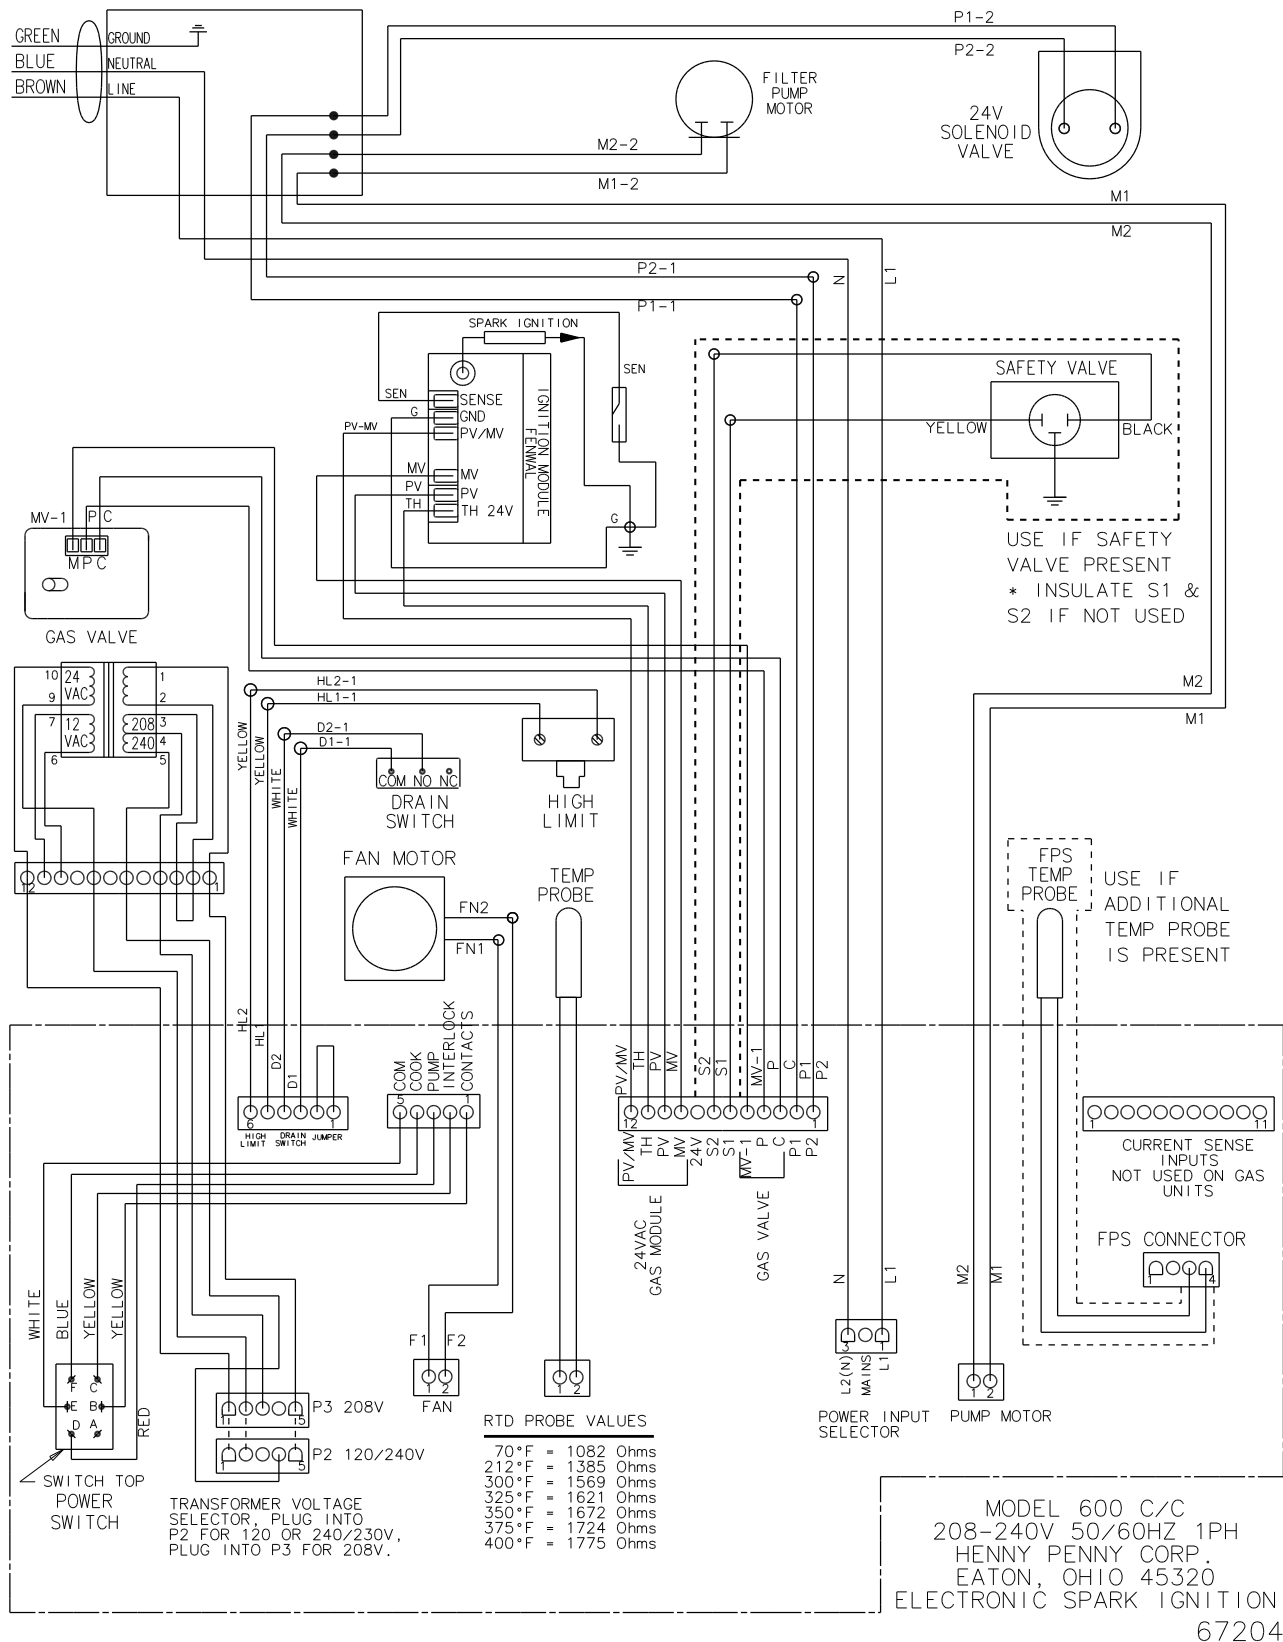 GREEN
GROUND
BLUE
NEUTRAL
BROWN
LINE
P1-2
P2-2
FILTER
PUMP
MOTOR
24V
SOLENOID
VALVE
M2-2
M1-2
M1
M2
P2-1
P1-1
N
L1
SPARK IGNITION
SEN
SEN
G
PV-MV
SENSE
GND
PV/MV
MV
PV
TH
MV
PV
TH 24V
IGNITION MODULE
FENWAL
G
SAFETY VALVE
YELLOW
BLACK
USE IF SAFETY
VALVE PRESENT
* INSULATE S1 &
S2 IF NOT USED
MV-1
P
C
M P C
GAS VALVE
10
24
VAC
9
7
12
VAC
6
1
2
208
3
240
4
5
12
1
HL2-1
HL1-1
D2-1
D1-1
YELLOW
YELLOW
WHITE
WHITE
COM NO NC
DRAIN
SWITCH
HIGH
LIMIT
M2
M1
FAN MOTOR
FN2
FN1
TEMP
PROBE
FPS
TEMP
PROBE
USE IF
ADDITIONAL
TEMP PROBE
IS PRESENT
HL2
HL1
D2
D1
6
1
HIGH
LIMIT
DRAIN
SWITCH
JUMPER
COM
COOK
PUMP
INTERLOCK
CONTACTS
5
1
PV/MV
TH
PV
MV
S2
S1
MV-1
P
C
P1
P2
12
1
PV/MV
TH
PV
MV
24V
S2
S1
MV-1
P
C
P1
P2
24VAC
GAS MODULE
GAS VALVE
1
11
CURRENT SENSE
INPUTS
NOT USED ON GAS
UNITS
FPS CONNECTOR
1
4
WHITE
BLUE
YELLOW
YELLOW
RED
F
C
E
B
D
A
SWITCH TOP
POWER
SWITCH
1
5
P3 208V
1
5
P2 120/240V
TRANSFORMER VOLTAGE
SELECTOR, PLUG INTO
P2 FOR 120 OR 240/230V,
PLUG INTO P3 FOR 208V.
F1
F2
1 2
FAN
1 2
RTD PROBE VALUES
70°F = 1082 Ohms
212°F = 1385 Ohms
300°F = 1569 Ohms
325°F = 1621 Ohms
350°F = 1672 Ohms
375°F = 1724 Ohms
400°F = 1775 Ohms
N
L1
3
1
L2(N)
MAINS
L1
POWER INPUT
SELECTOR
M2
M1
1 2
PUMP MOTOR
MODEL 600 C/C
208-240V 50/60HZ 1PH
HENNY PENNY CORP.
EATON, OHIO 45320
ELECTRONIC SPARK IGNITION
67204